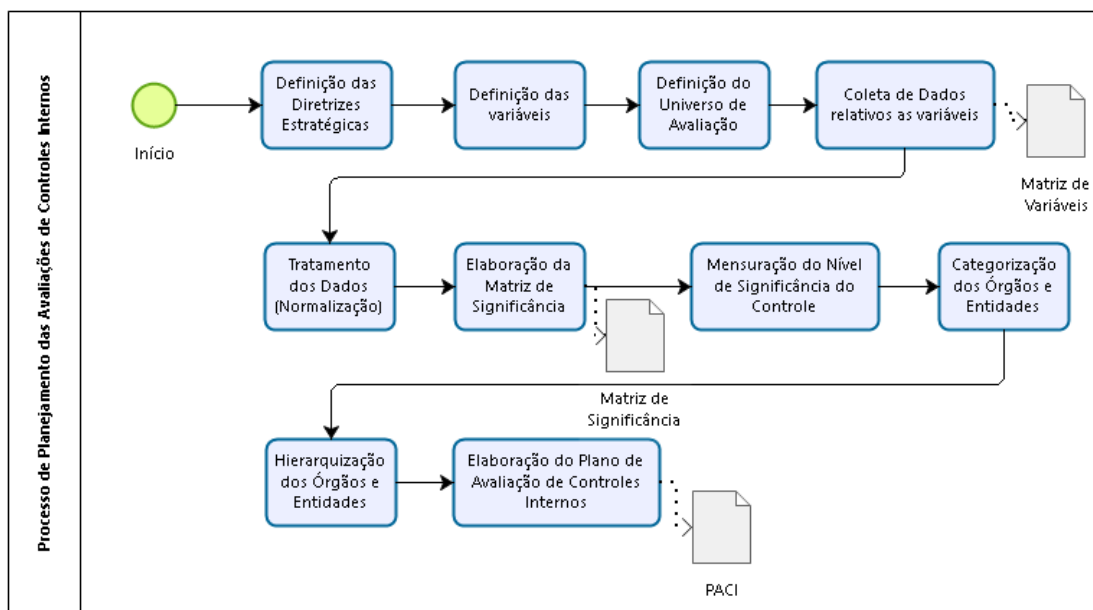 Processo de Planejamento das Avaliações de Controles Internos
Início
Definição das
Diretrizes
Estratégicas
Definição das
variáveis
Definição do
Universo de
Avaliação
Coleta de Dados
relativos as variáveis
Matriz de
Variáveis
Tratamento
dos Dados
(Normalização)
Elaboração da
Matriz de
Significância
Matriz de
Significância
Mensuração do Nível
de Significância do
Controle
Categorização
dos Órgãos e
Entidades
Hierarquização
dos Órgãos e
Entidades
Elaboração do Plano de
Avaliação de Controles
Internos
PACI